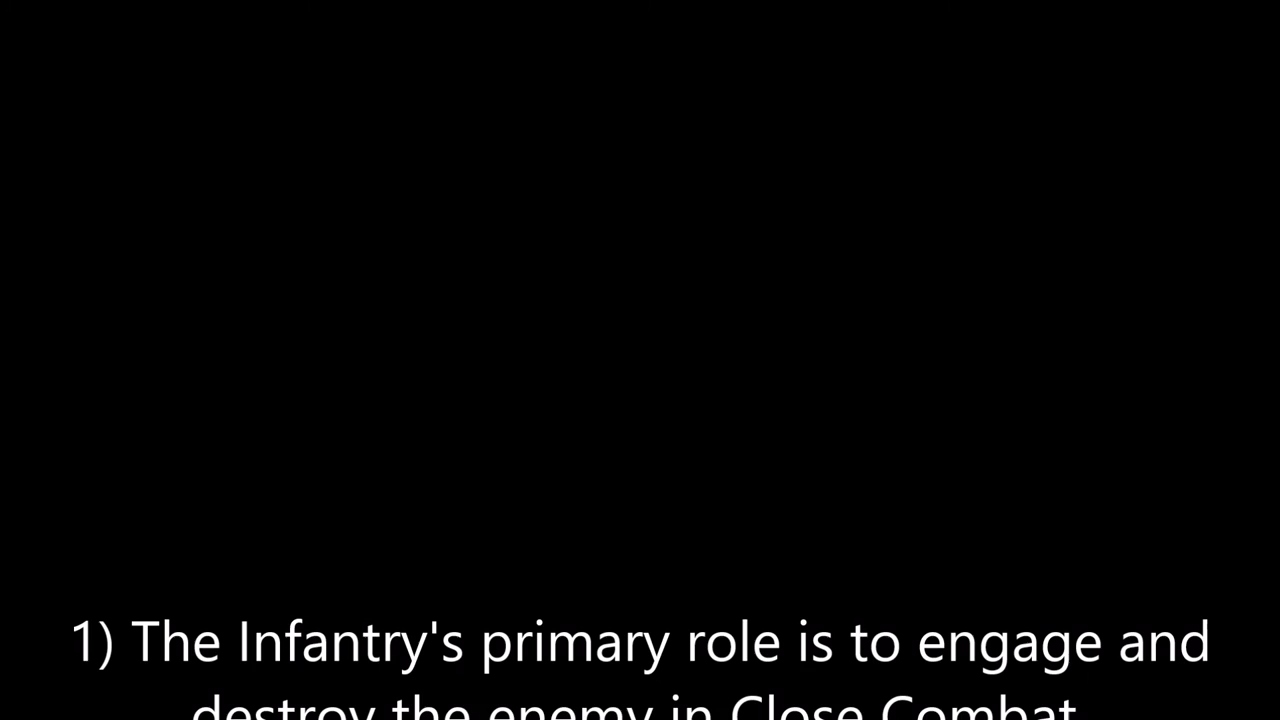 1) The Infantry's primary role is to engage and
destroy the enemy in Close Combat